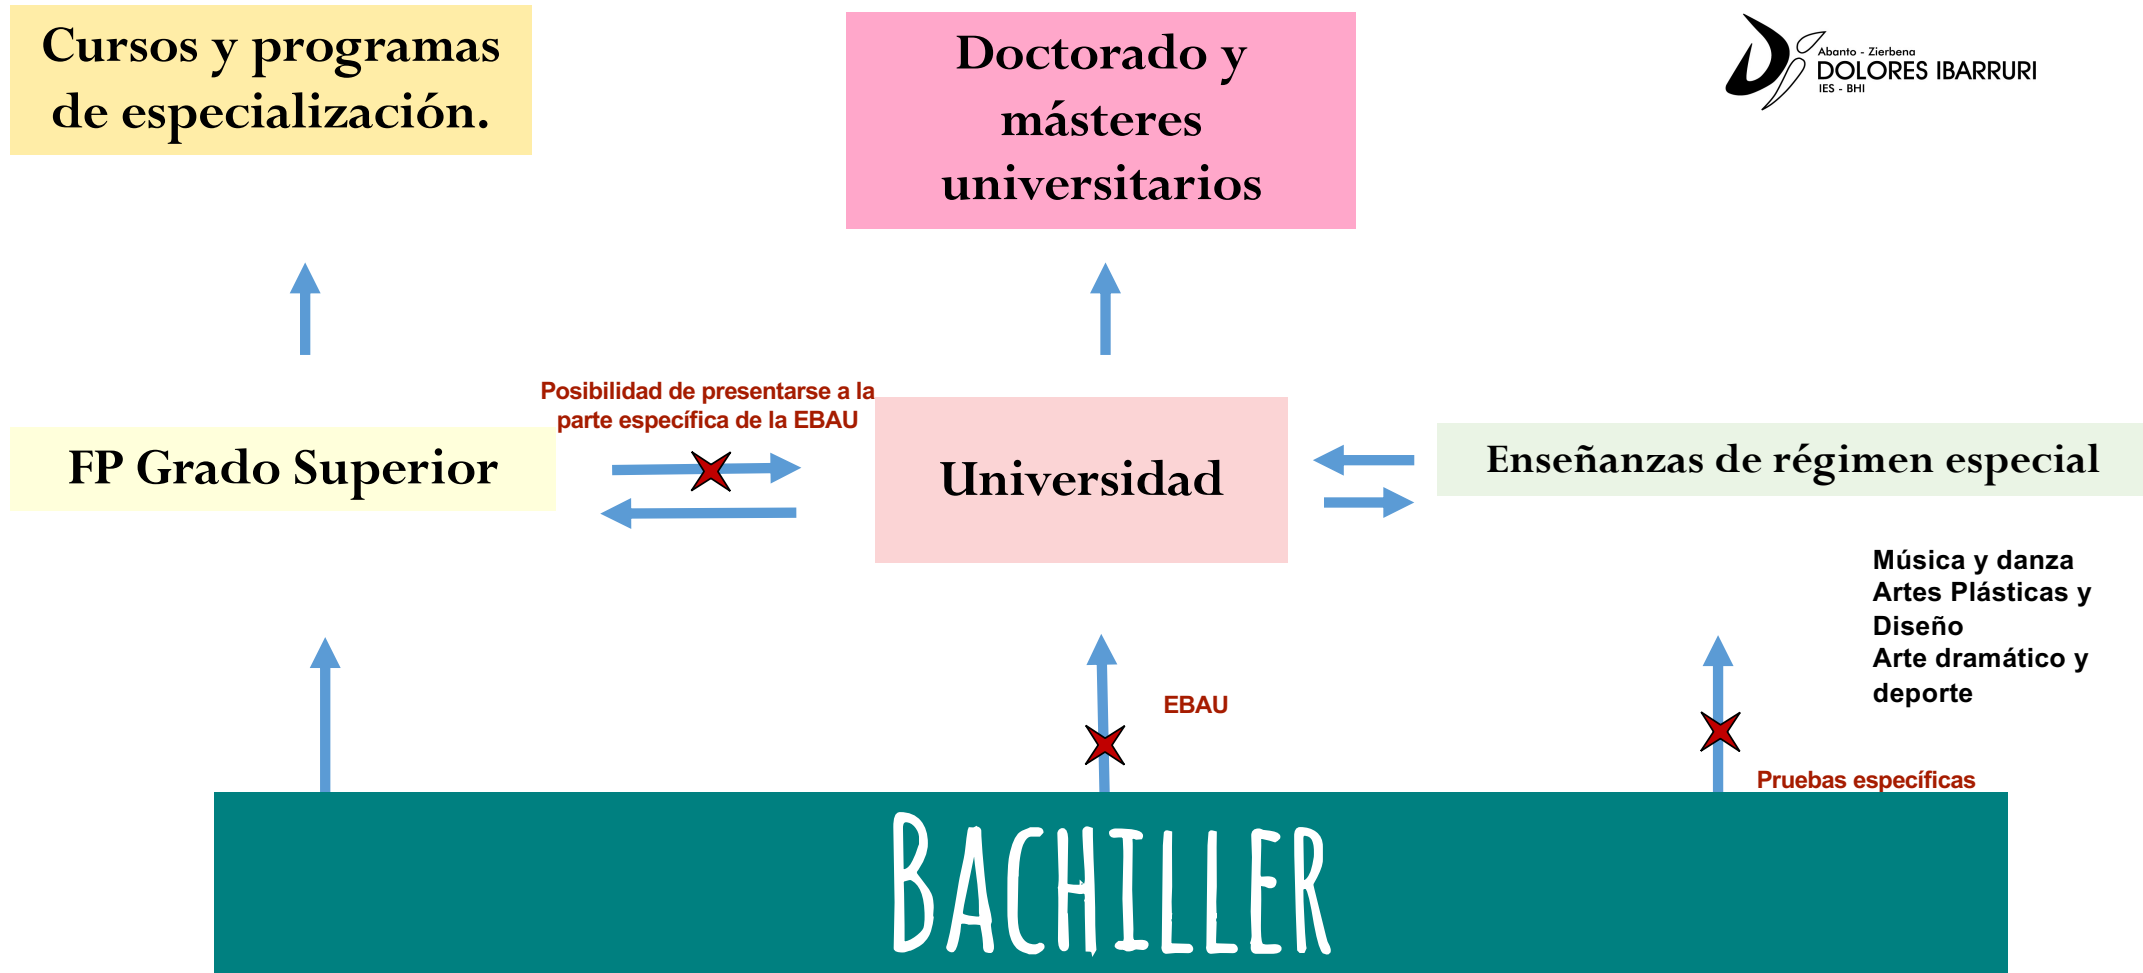 Cursos y programas
de especialización.
Doctorado y
másteres
universitarios
Abanto - Zierbena
DOLORES IBARRURI
IES - BHI
Posibilidad de presentarse a la
parte específica de la EBAU
FP Grado Superior
Universidad
Enseñanzas de régimen especial
Música y danza
Artes Plásticas y
Diseño
Arte dramático y
deporte
EBAU
Pruebas específicas
BACHILLER